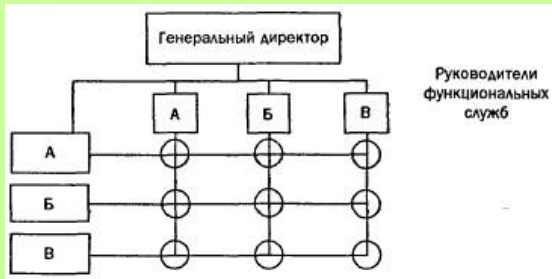 Генеральный директор
Руководители
функциональных
служб
А
Б
В
А
Б
В